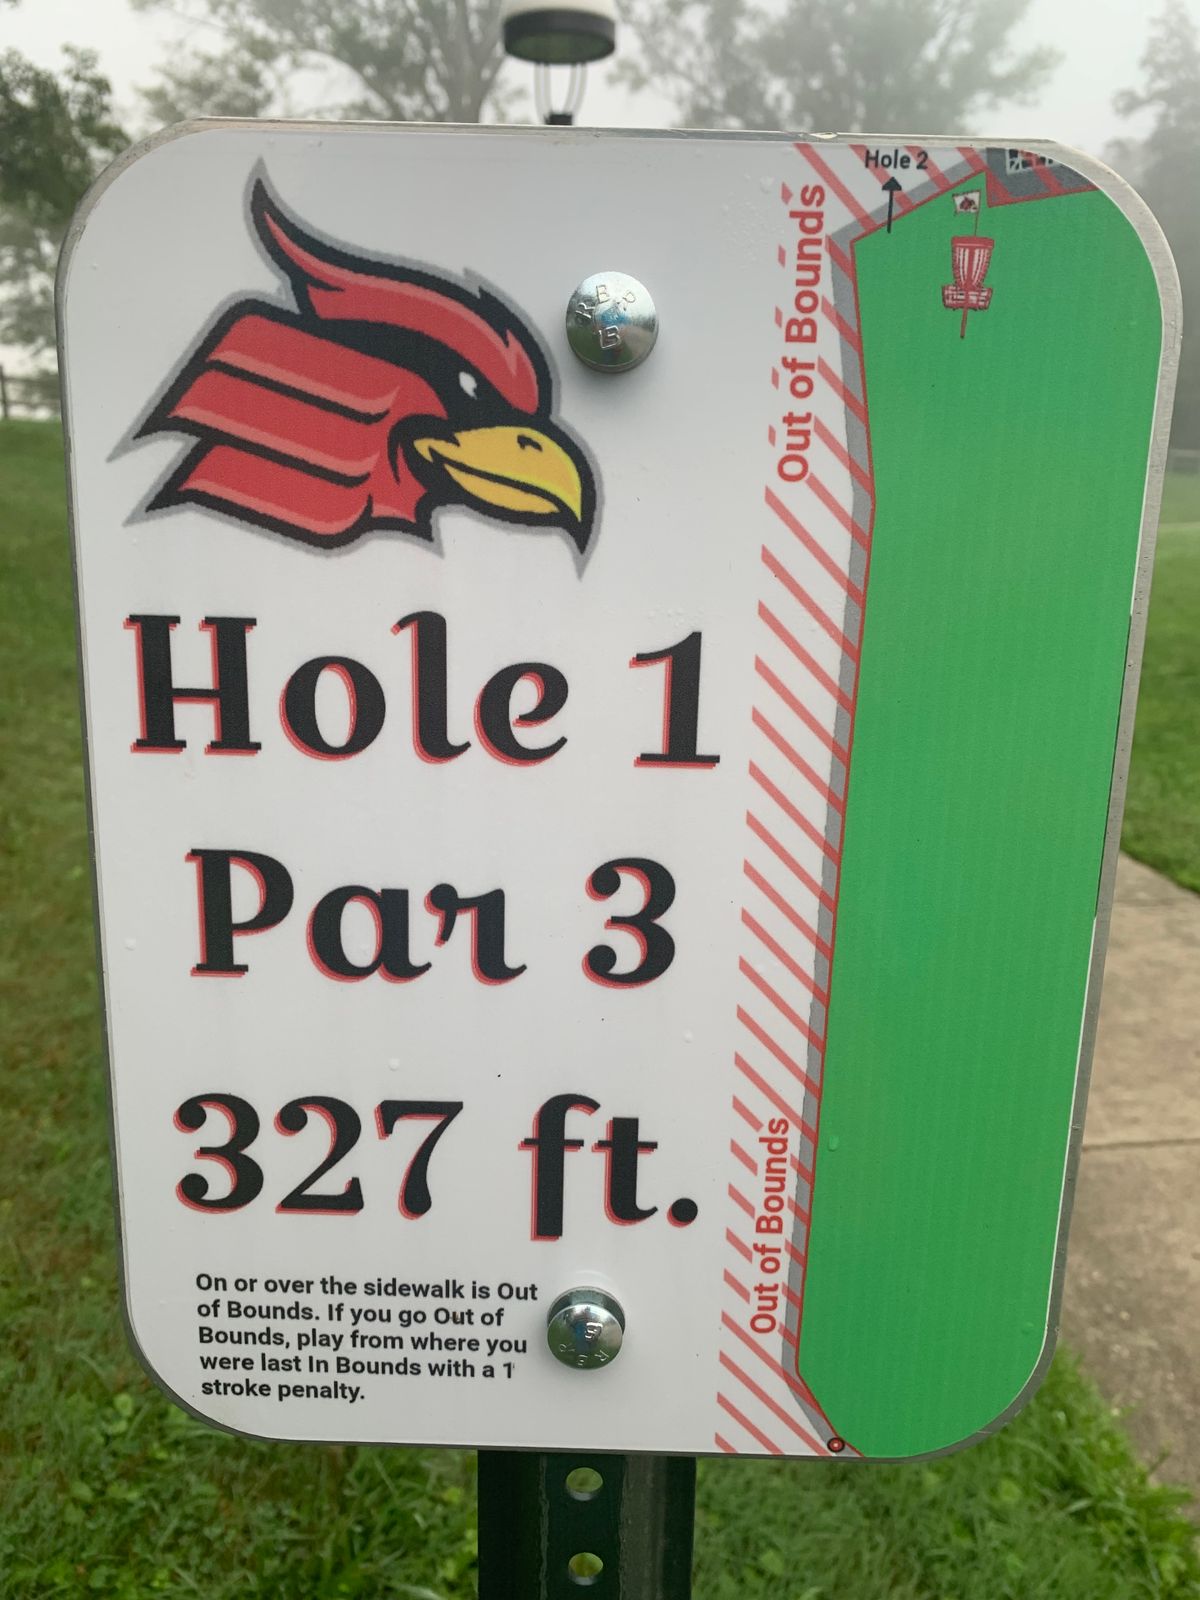 Hole 1
Par 3
327 ft.
On or over the sidewalk is Out
of Bounds. If you go Out of
Bounds, play from where you
were last In Bounds with a 1
stroke penalty.
Hole 2
Out of Bounds
Out of Bounds